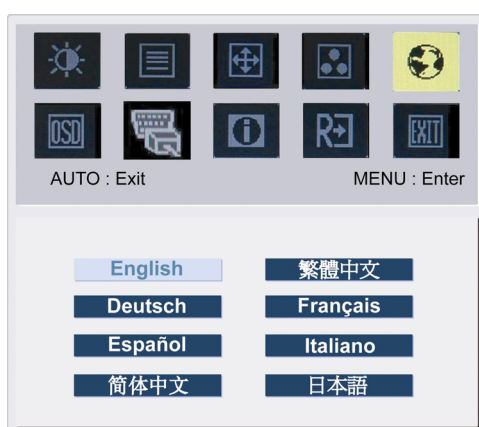 OSD
i
R
EXIT
AUTO : Exit MENU : Enter
English 繁體中文
Deutsch Français
Español Italiano
简体中文 日本語